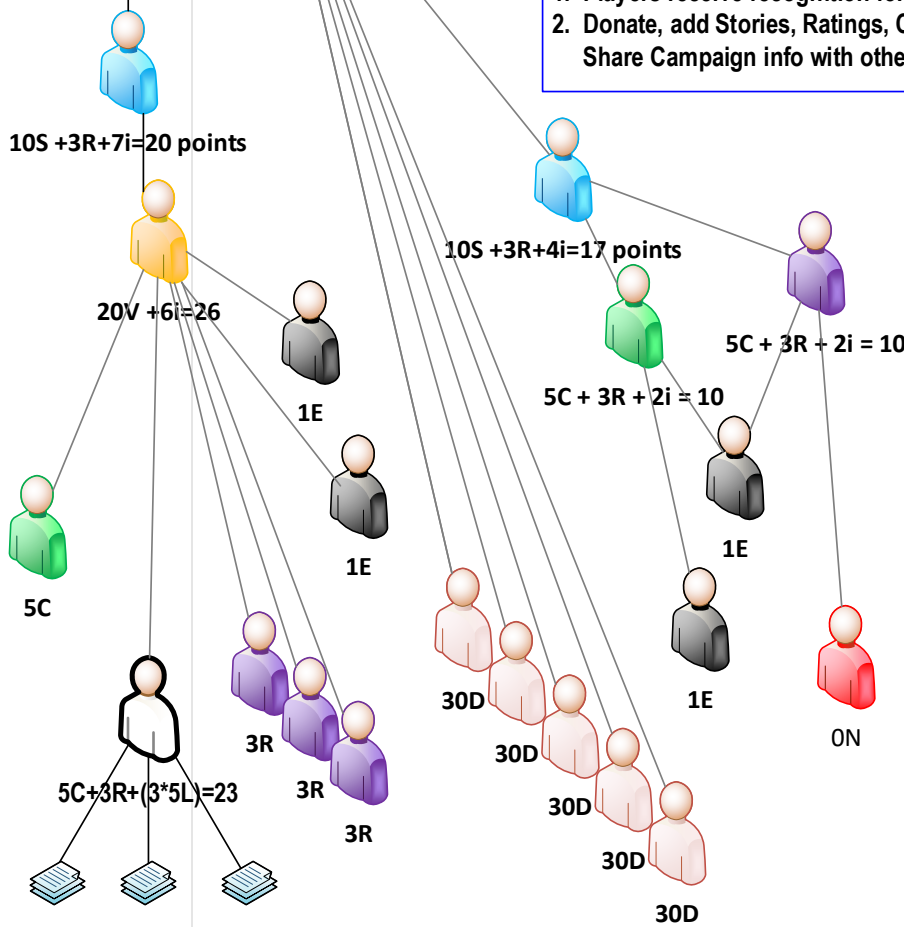 2. Donate, add Stories, Ratings,
Share Campaign info with
10S +3R+7i=20 points
10S +3R+4i=17 points
20V +6i=26
5C + 3R + 2i = 10
5C + 3R + 2i = 10
1E
1E
1E
5C
1E
0N
3R
30D
3R
30D
5C+3R+(3*5L)=23
30D
3R
30D
30D